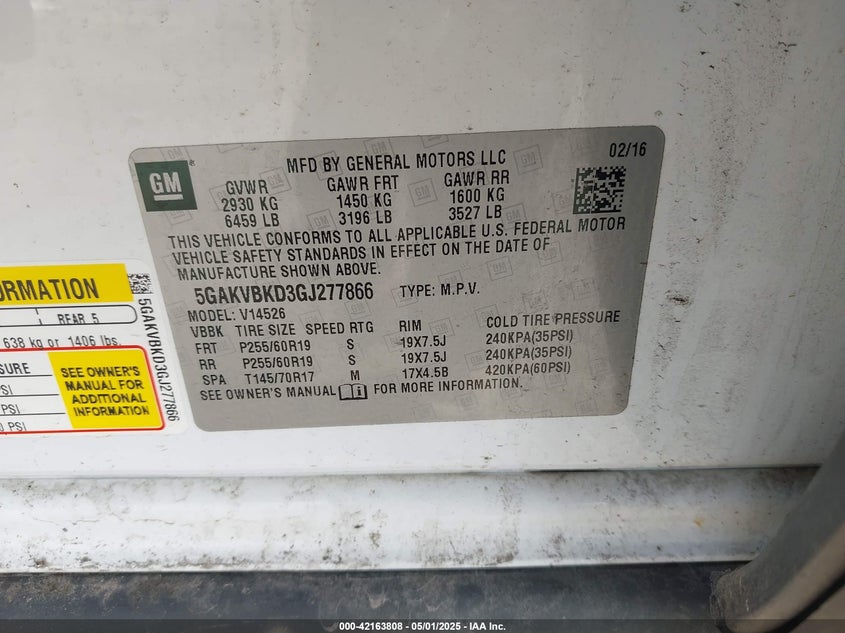 MFD BY GENERAL MOTORS LLC 02/16
GM
GVWR GAWR FRT GAWR RR
2930 KG 1450 KG 1600 KG
6459 LB 3196 LB 3527 LB
THIS VEHICLE CONFORMS TO ALL APPLICABLE U.S. FEDERAL MOTOR
VEHICLE SAFETY STANDARDS IN EFFECT ON THE DATE OF
MANUFACTURE SHOWN ABOVE.
5GAKVBKD3GJ277866 TYPE: M.P.V.
MODEL: V14526
VBBK TIRE SIZE SPEED RTG RIM COLD TIRE PRESSURE
FRT P255/60R19 S 19X7.5J 240KPA(35PSI)
RR P255/60R19 S 19X7.5J 240KPA(35PSI)
SPA T145/70R17 M 17X4.5B 420KPA(60PSI)
SEE OWNER'S MANUAL FOR MORE INFORMATION.
ORMATION
REAR 5
638 kg or 1406 lbs.
SSURE
PSI
PSI
SEE OWNER'S
MANUAL FOR
ADDITIONAL
INFORMATION
5GAKVBKD3GJ277866
000-42163808 - 05/01/2025 - IAA Inc.